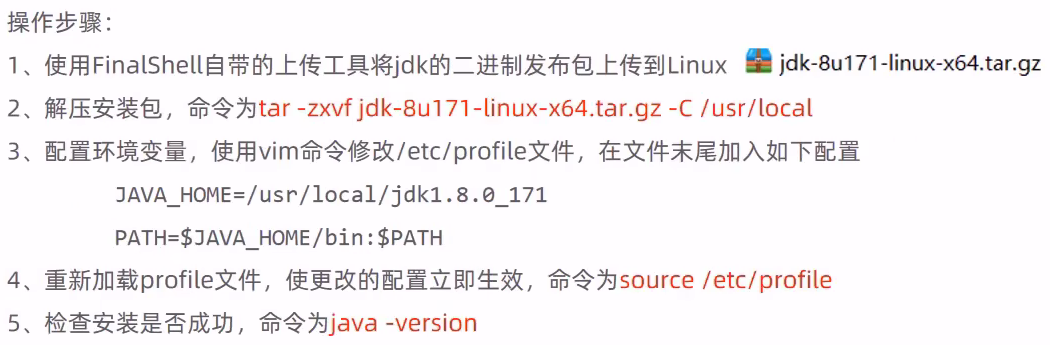 操作步骤：
1、使用FinalShell自带的上传工具将jdk的二进制发布包上传到Linux jdk-8u171-linux-x64.tar.gz
2、解压安装包，命令为tar -zxvf jdk-8u171-linux-x64.tar.gz -C /usr/local
3、配置环境变量，使用vim命令修改/etc/profile文件，在文件末尾加入如下配置
JAVA_HOME=/usr/local/jdk1.8.0_171
PATH=$JAVA_HOME/bin:$PATH
4、重新加载profile文件，使更改的配置立即生效，命令为source /etc/profile
5、检查安装是否成功，命令为java -version